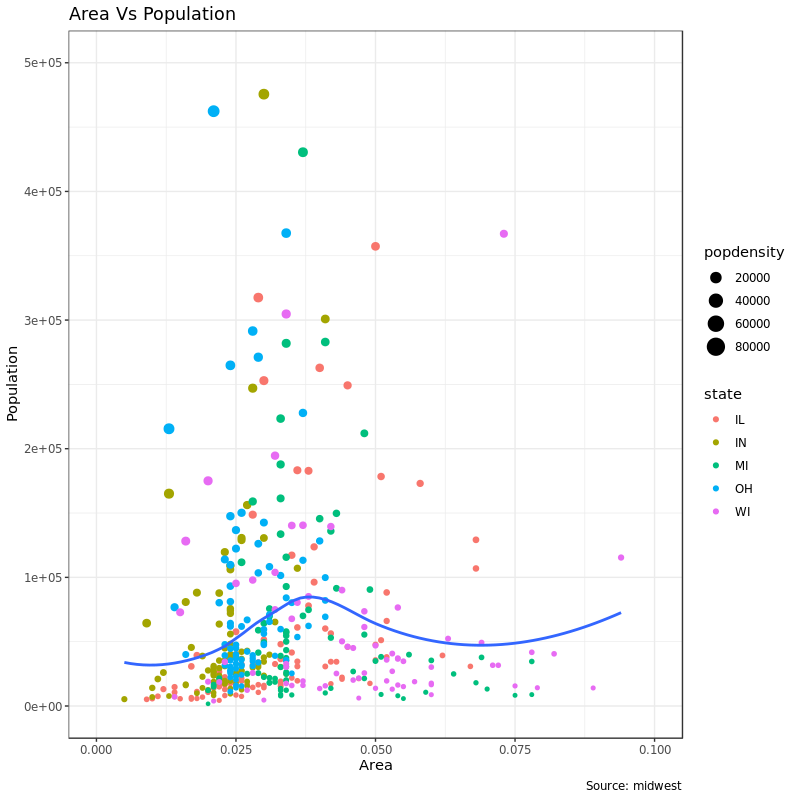 Area Vs Population
5e+05
4e+05
3e+05
2e+05
1e+05
0e+00
Population
0.000
0.025
0.050
0.075
0.100
Area
popdensity
20000
40000
60000
80000
state
IL
IN
MI
OH
WI
Source: midwest